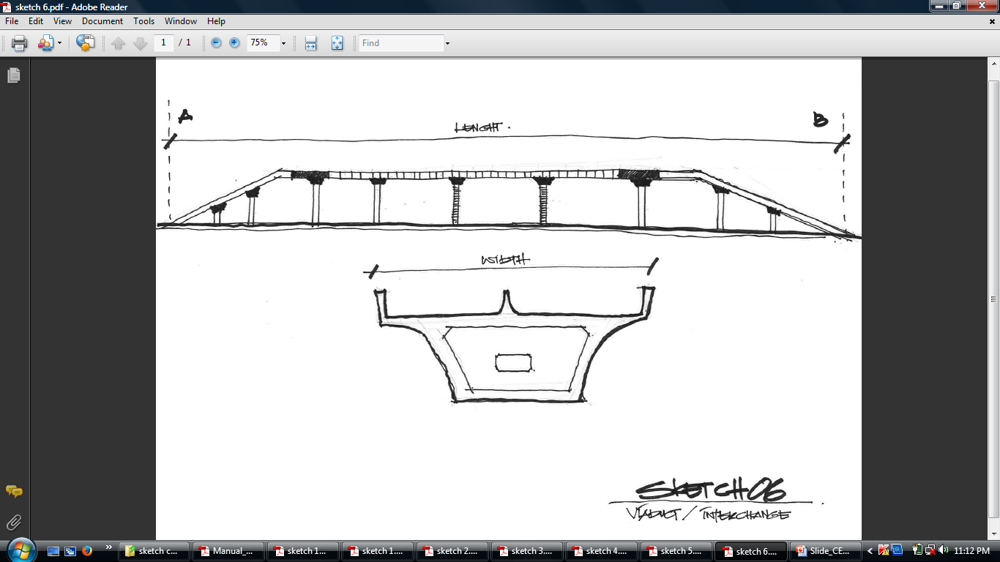 sketch 6.pdf - Adobe Reader
File Edit View Document Tools Window Help
1 / 1 75% Find
A LENGHT. B
WIDTH
SKETCH 06
VIADUCT / INTERCHANGE
sketch c... Manual_... sketch 1.... sketch 1.... sketch 2.... sketch 3.... sketch 4.... sketch 5.... sketch 6.... Slide_CE... 11:12 PM